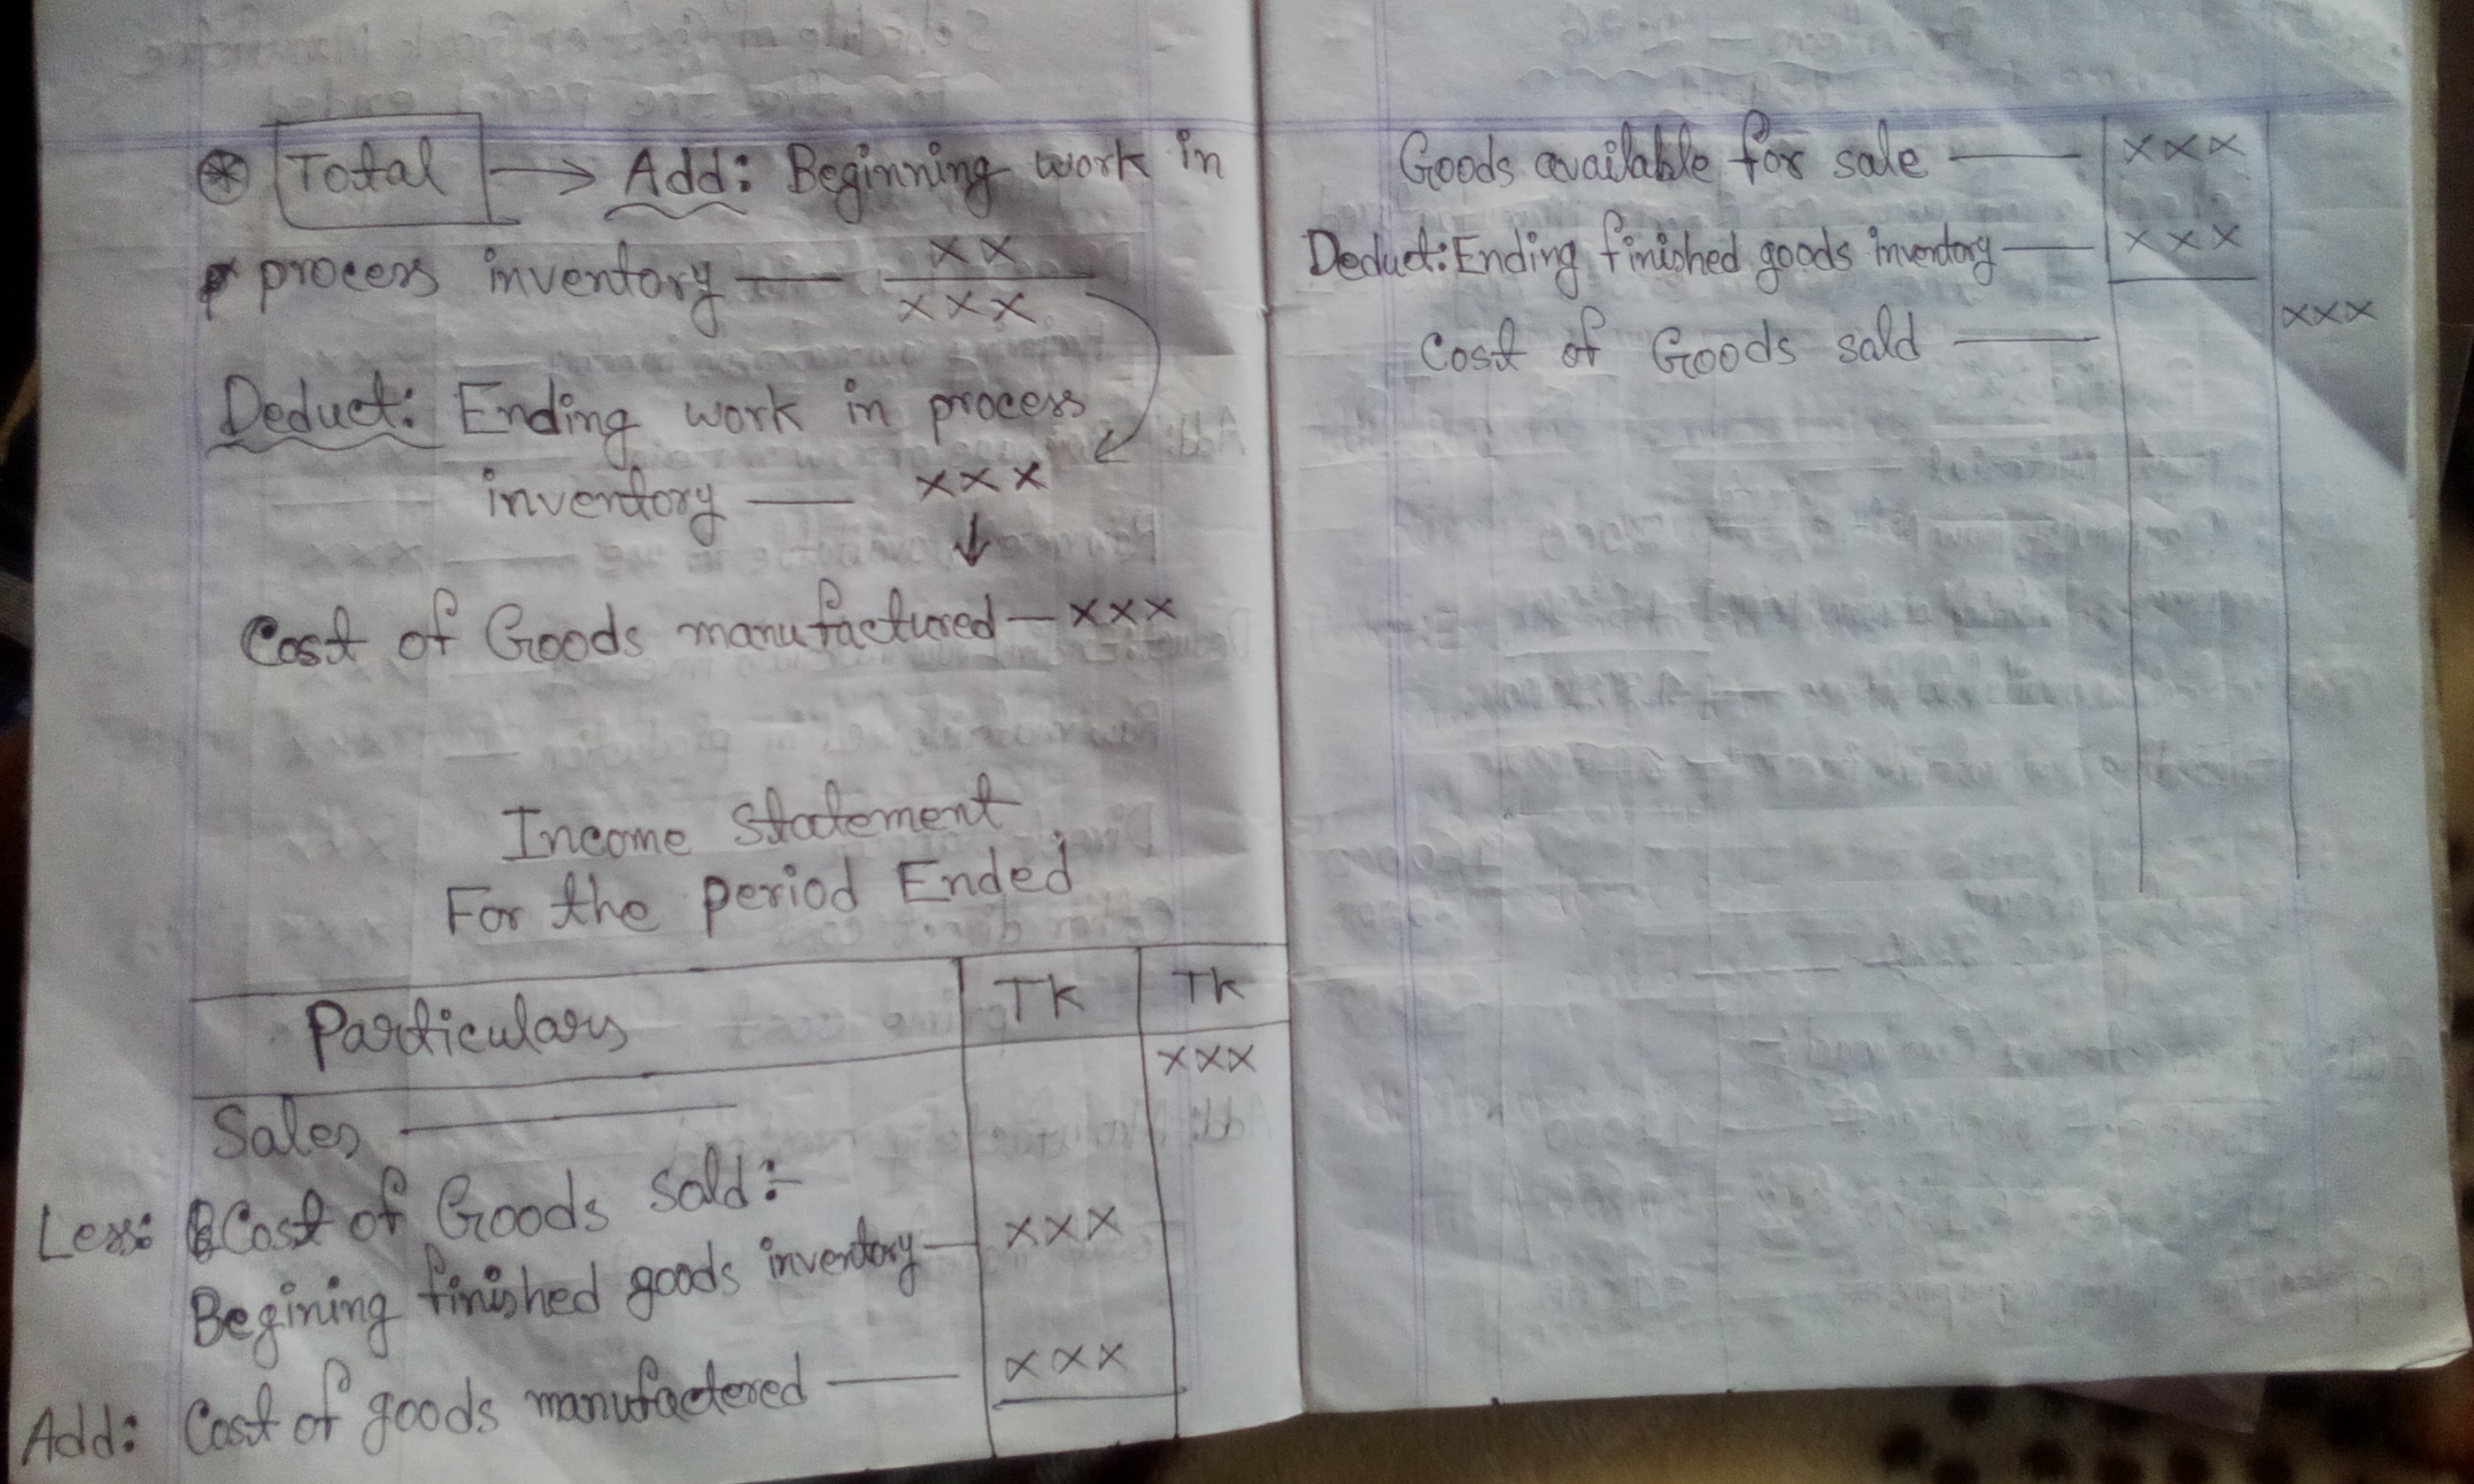 Total → Add: Beginning work in
process inventory — xx
xxx
Deduct: Ending work in process
inventory — xxx
↓
Cost of Goods manufactured — xxx
Income statement
For the period Ended
Particulars Tk Tk
Sales — xxx
Less: Cost of Goods sald :-
Begining finished goods inventory — xxx
Add: Cost of goods manufactered — xxx
Goods available for sale — xxx
Deduct: Ending finished goods inventory — xxx
Cost of Goods sald — xxx